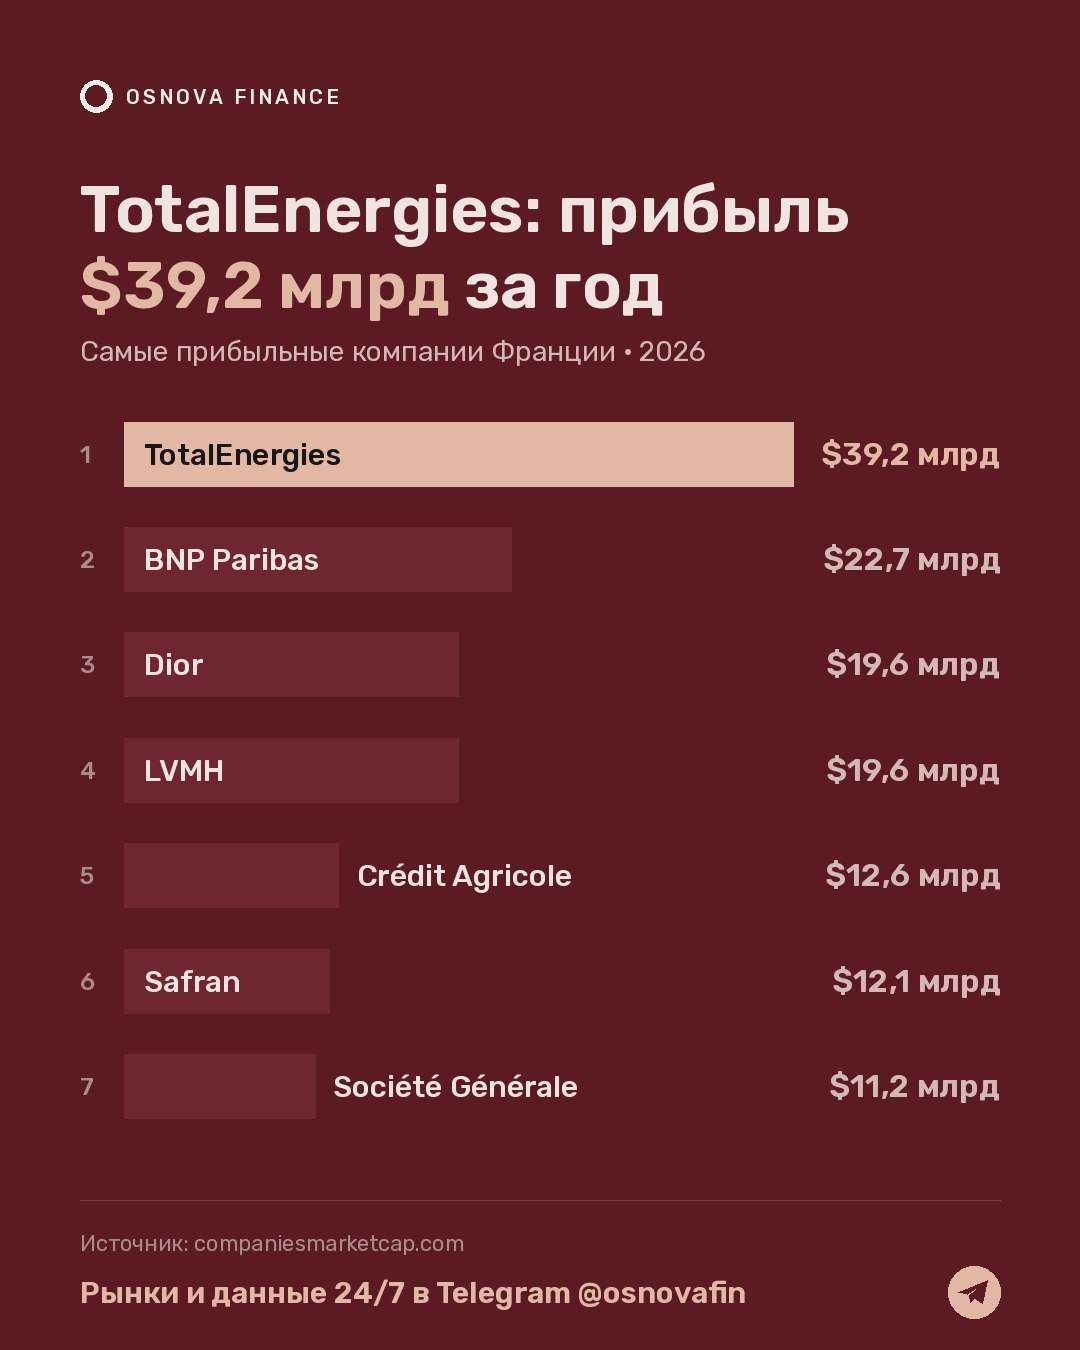 OSNOVA FINANCE
TotalEnergies: прибыль
$39,2 млрд за год
Самые прибыльные компании Франции • 2026
1 TotalEnergies $39,2 млрд
2 BNP Paribas $22,7 млрд
3 Dior $19,6 млрд
4 LVMH $19,6 млрд
5 Crédit Agricole $12,6 млрд
6 Safran $12,1 млрд
7 Société Générale $11,2 млрд
Источник: companiesmarketcap.com
Рынки и данные 24/7 в Telegram @osnovafin